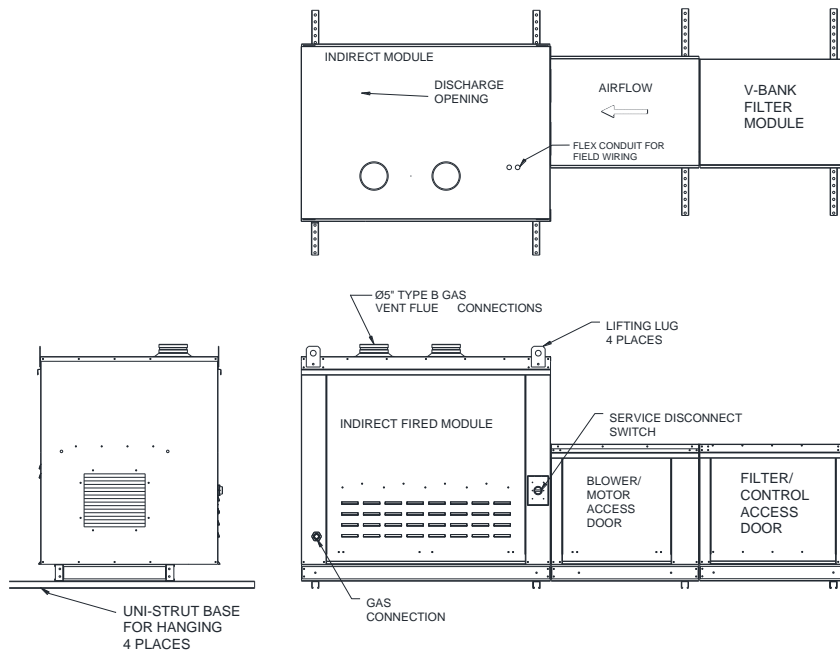 INDIRECT MODULE
DISCHARGE
OPENING
AIRFLOW
V-BANK
FILTER
MODULE
FLEX CONDUIT FOR
FIELD WIRING
Ø5" TYPE B GAS
VENT FLUE CONNECTIONS
LIFTING LUG
4 PLACES
INDIRECT FIRED MODULE
SERVICE DISCONNECT
SWITCH
BLOWER/
MOTOR
ACCESS
DOOR
FILTER/
CONTROL
ACCESS
DOOR
GAS
CONNECTION
UNI-STRUT BASE
FOR HANGING
4 PLACES